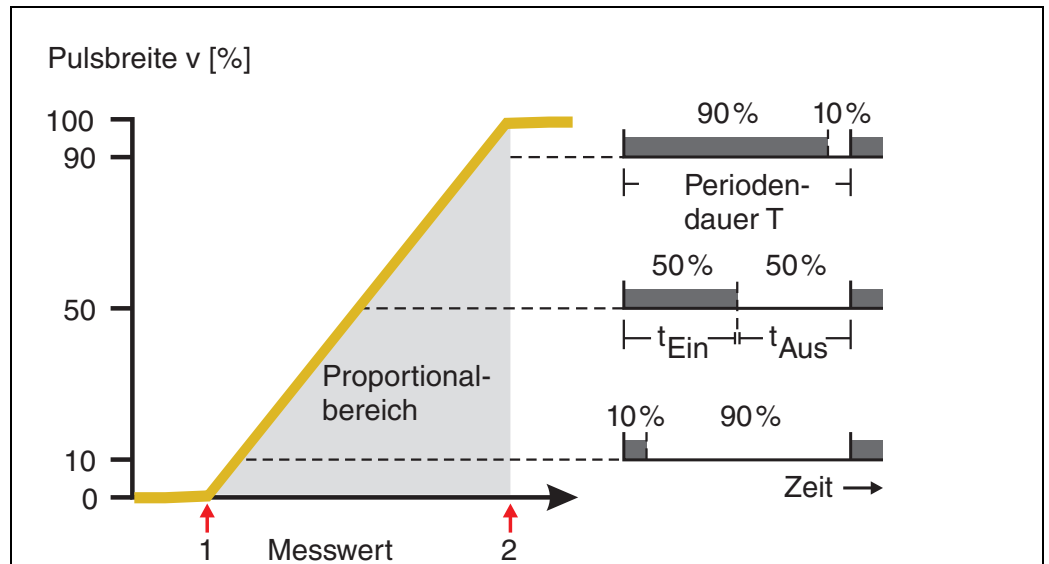 Pulsbreite v [%]
100
90
50
10
0
Proportional-
bereich
1
Messwert
2
90 % 10 %
Perioden-
dauer T
50 % 50 %
tEin tAus
10 % 90 %
Zeit